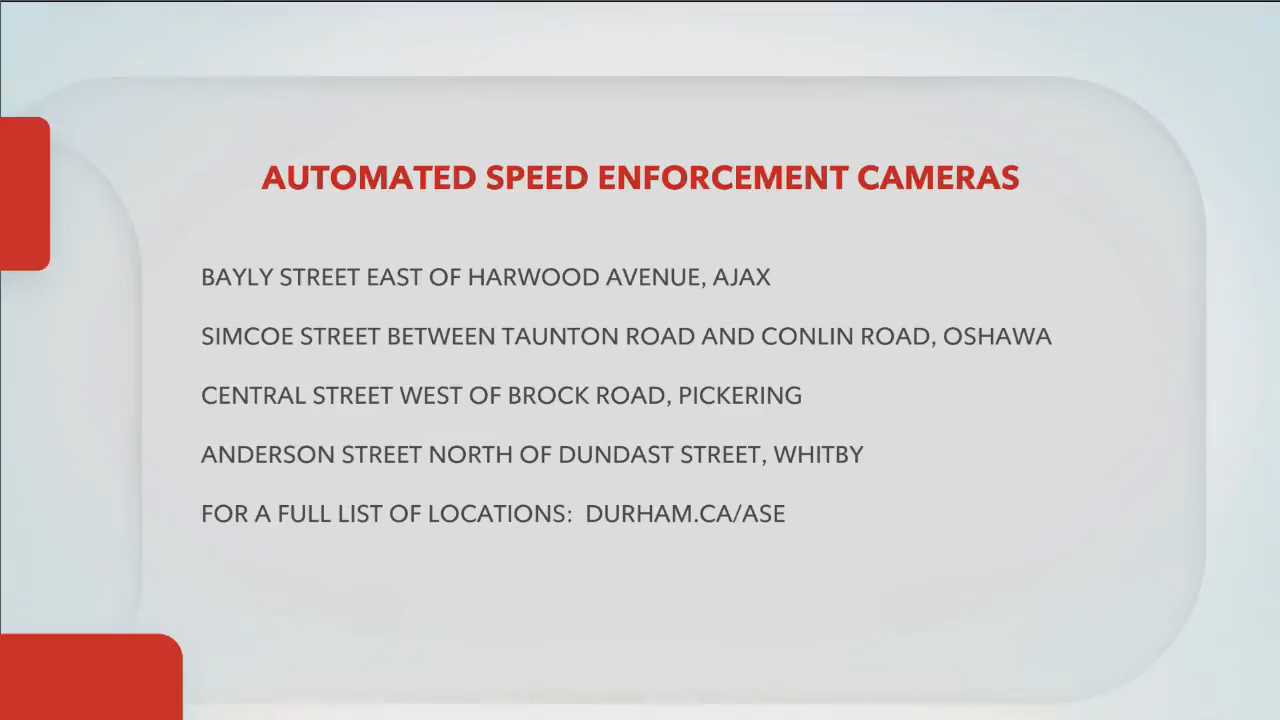 AUTOMATED SPEED ENFORCEMENT CAMERAS
BAYLY STREET EAST OF HARWOOD AVENUE, AJAX
SIMCOE STREET BETWEEN TAUNTON ROAD AND CONLIN ROAD, OSHAWA
CENTRAL STREET WEST OF BROCK ROAD, PICKERING
ANDERSON STREET NORTH OF DUNDAST STREET, WHITBY
FOR A FULL LIST OF LOCATIONS:  DURHAM.CA/ASE